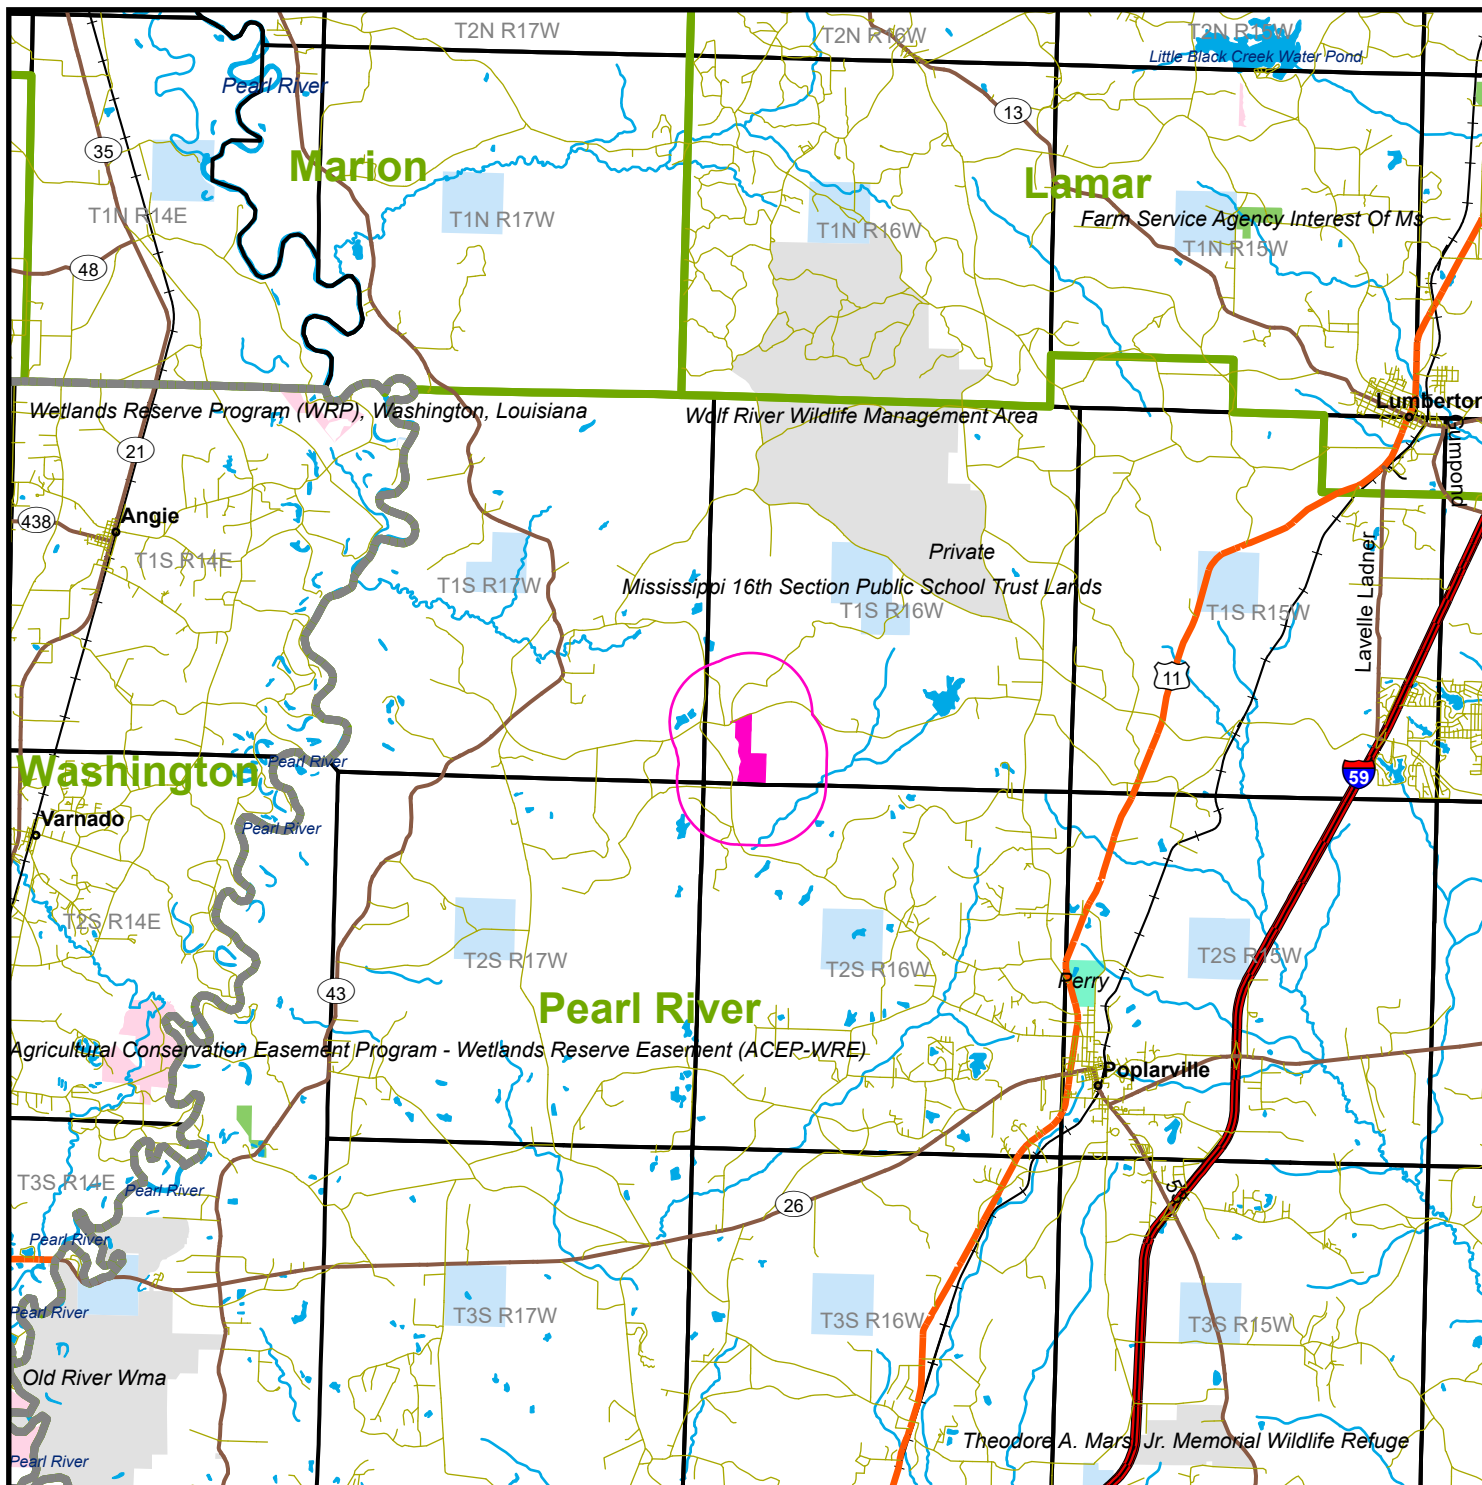 T2N R17W
T2N R16W
T2N R15W
Little Black Creek Water Pond
Pearl River
13
35
Marion
Lamar
T1N R14E
T1N R17W
T1N R16W
Farm Service Agency Interest Of Ms
T1N R15W
48
Wetlands Reserve Program (WRP), Washington, Louisiana
Wolf River Wildlife Management Area
Lumberton
Gumpond
21
438
Angie
T1S R14E
T1S R17W
Private
Mississippi 16th Section Public School Trust Lands
T1S R16W
T1S R15W
Lavelle Ladner
11
Washington
Pearl River
59
Varnado
Pearl River
T2S R14E
T2S R17W
T2S R16W
T2S R15W
43
Perry
Pearl River
Agricultural Conservation Easement Program - Wetlands Reserve Easement (ACEP-WRE)
Poplarville
T3S R14E
Pearl River
53
26
Pearl River
Pearl River
T3S R17W
T3S R16W
T3S R15W
Old River Wma
Theodore A. Mars, Jr. Memorial Wildlife Refuge
Pearl River